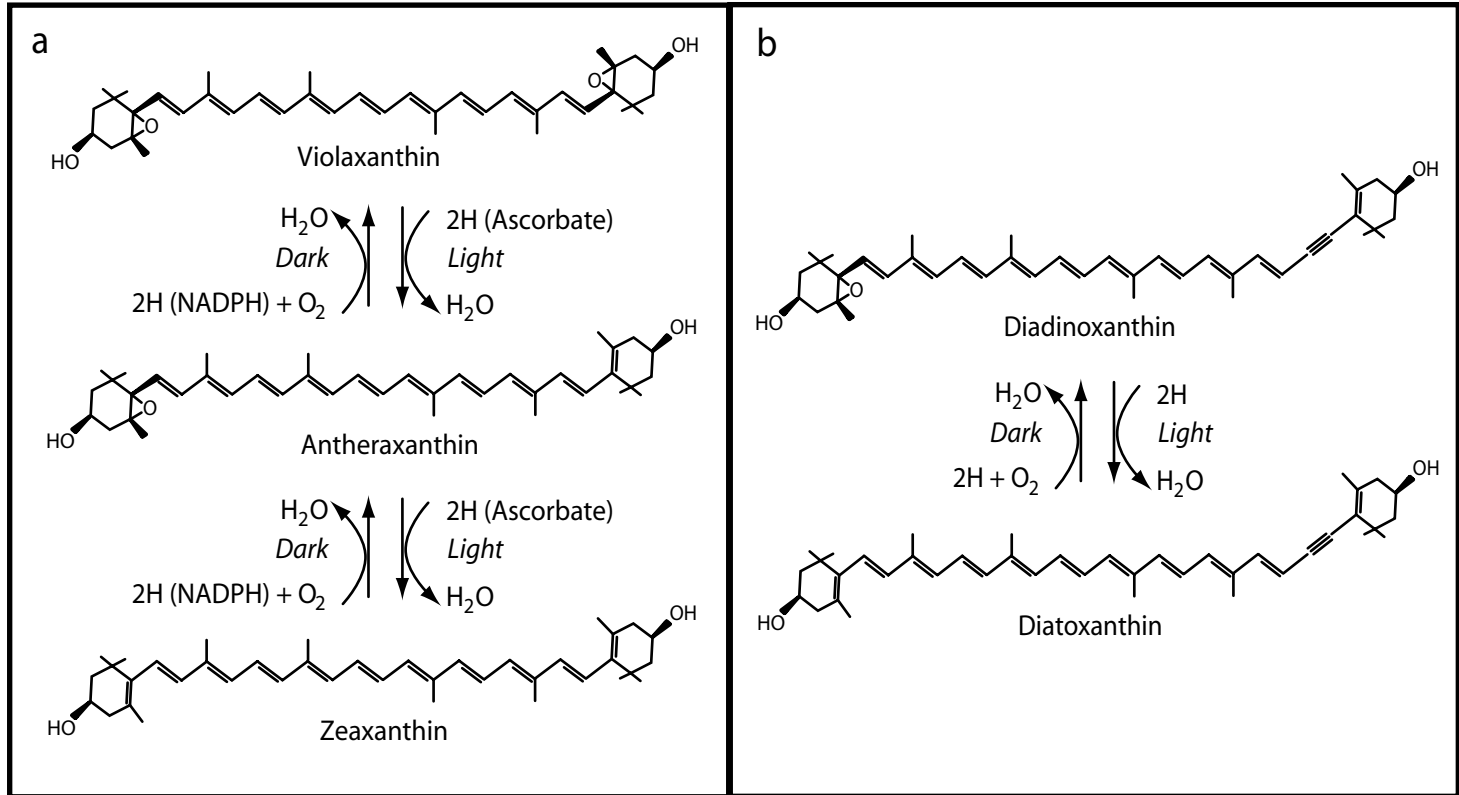 a
OH
O
O
HO
Violaxanthin
H₂O
2H (Ascorbate)
Dark
Light
2H (NADPH) + O₂
H₂O
OH
O
HO
Antheraxanthin
H₂O
2H (Ascorbate)
Dark
Light
2H (NADPH) + O₂
H₂O
OH
HO
Zeaxanthin
b
OH
O
HO
Diadinoxanthin
H₂O
2H
Dark
Light
2H + O₂
H₂O
OH
HO
Diatoxanthin